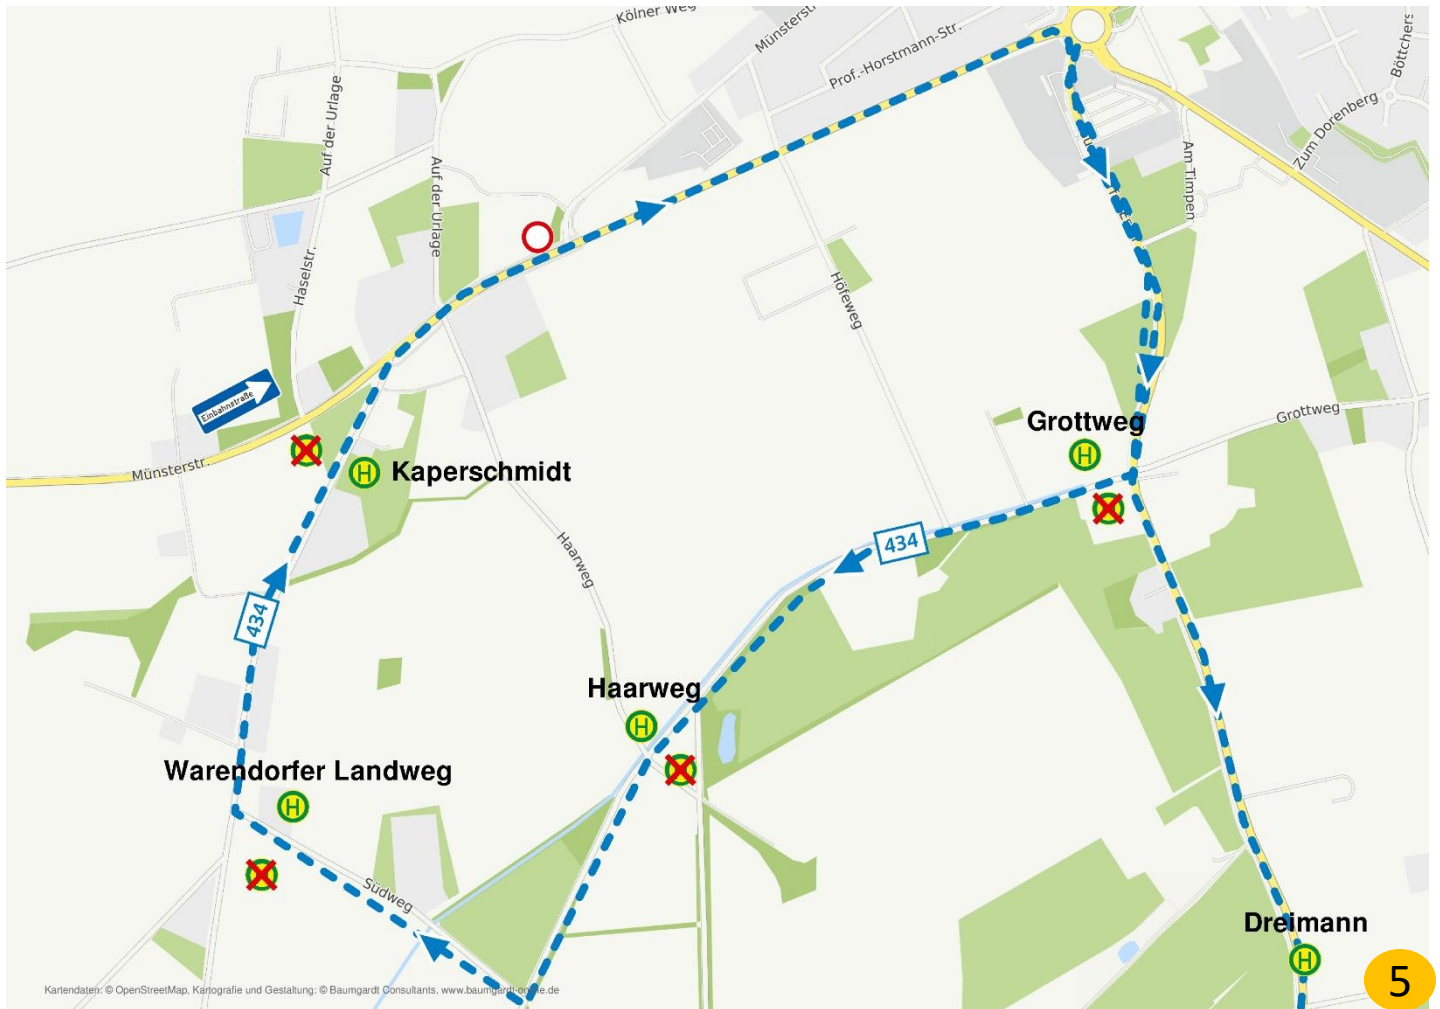 Kölner Weg
Münsterstr.
Prof.-Horstmann-Str.
Böttchers
Zum Dorenberg
Auf der Urlage
Auf der Urlage
Am Timpen
Haselstr.
Höfeweg
Einbahnstraße
Grottweg
Grottweg
Münsterstr.
Kaperschmidt
H
H
434
Haarweg
434
Haarweg
H
Warendorfer Landweg
H
Südweg
Dreimann
H
5
Kartendaten: © OpenStreetMap, Kartografie und Gestaltung: © Baumgardt Consultants, www.baumgardt-online.de